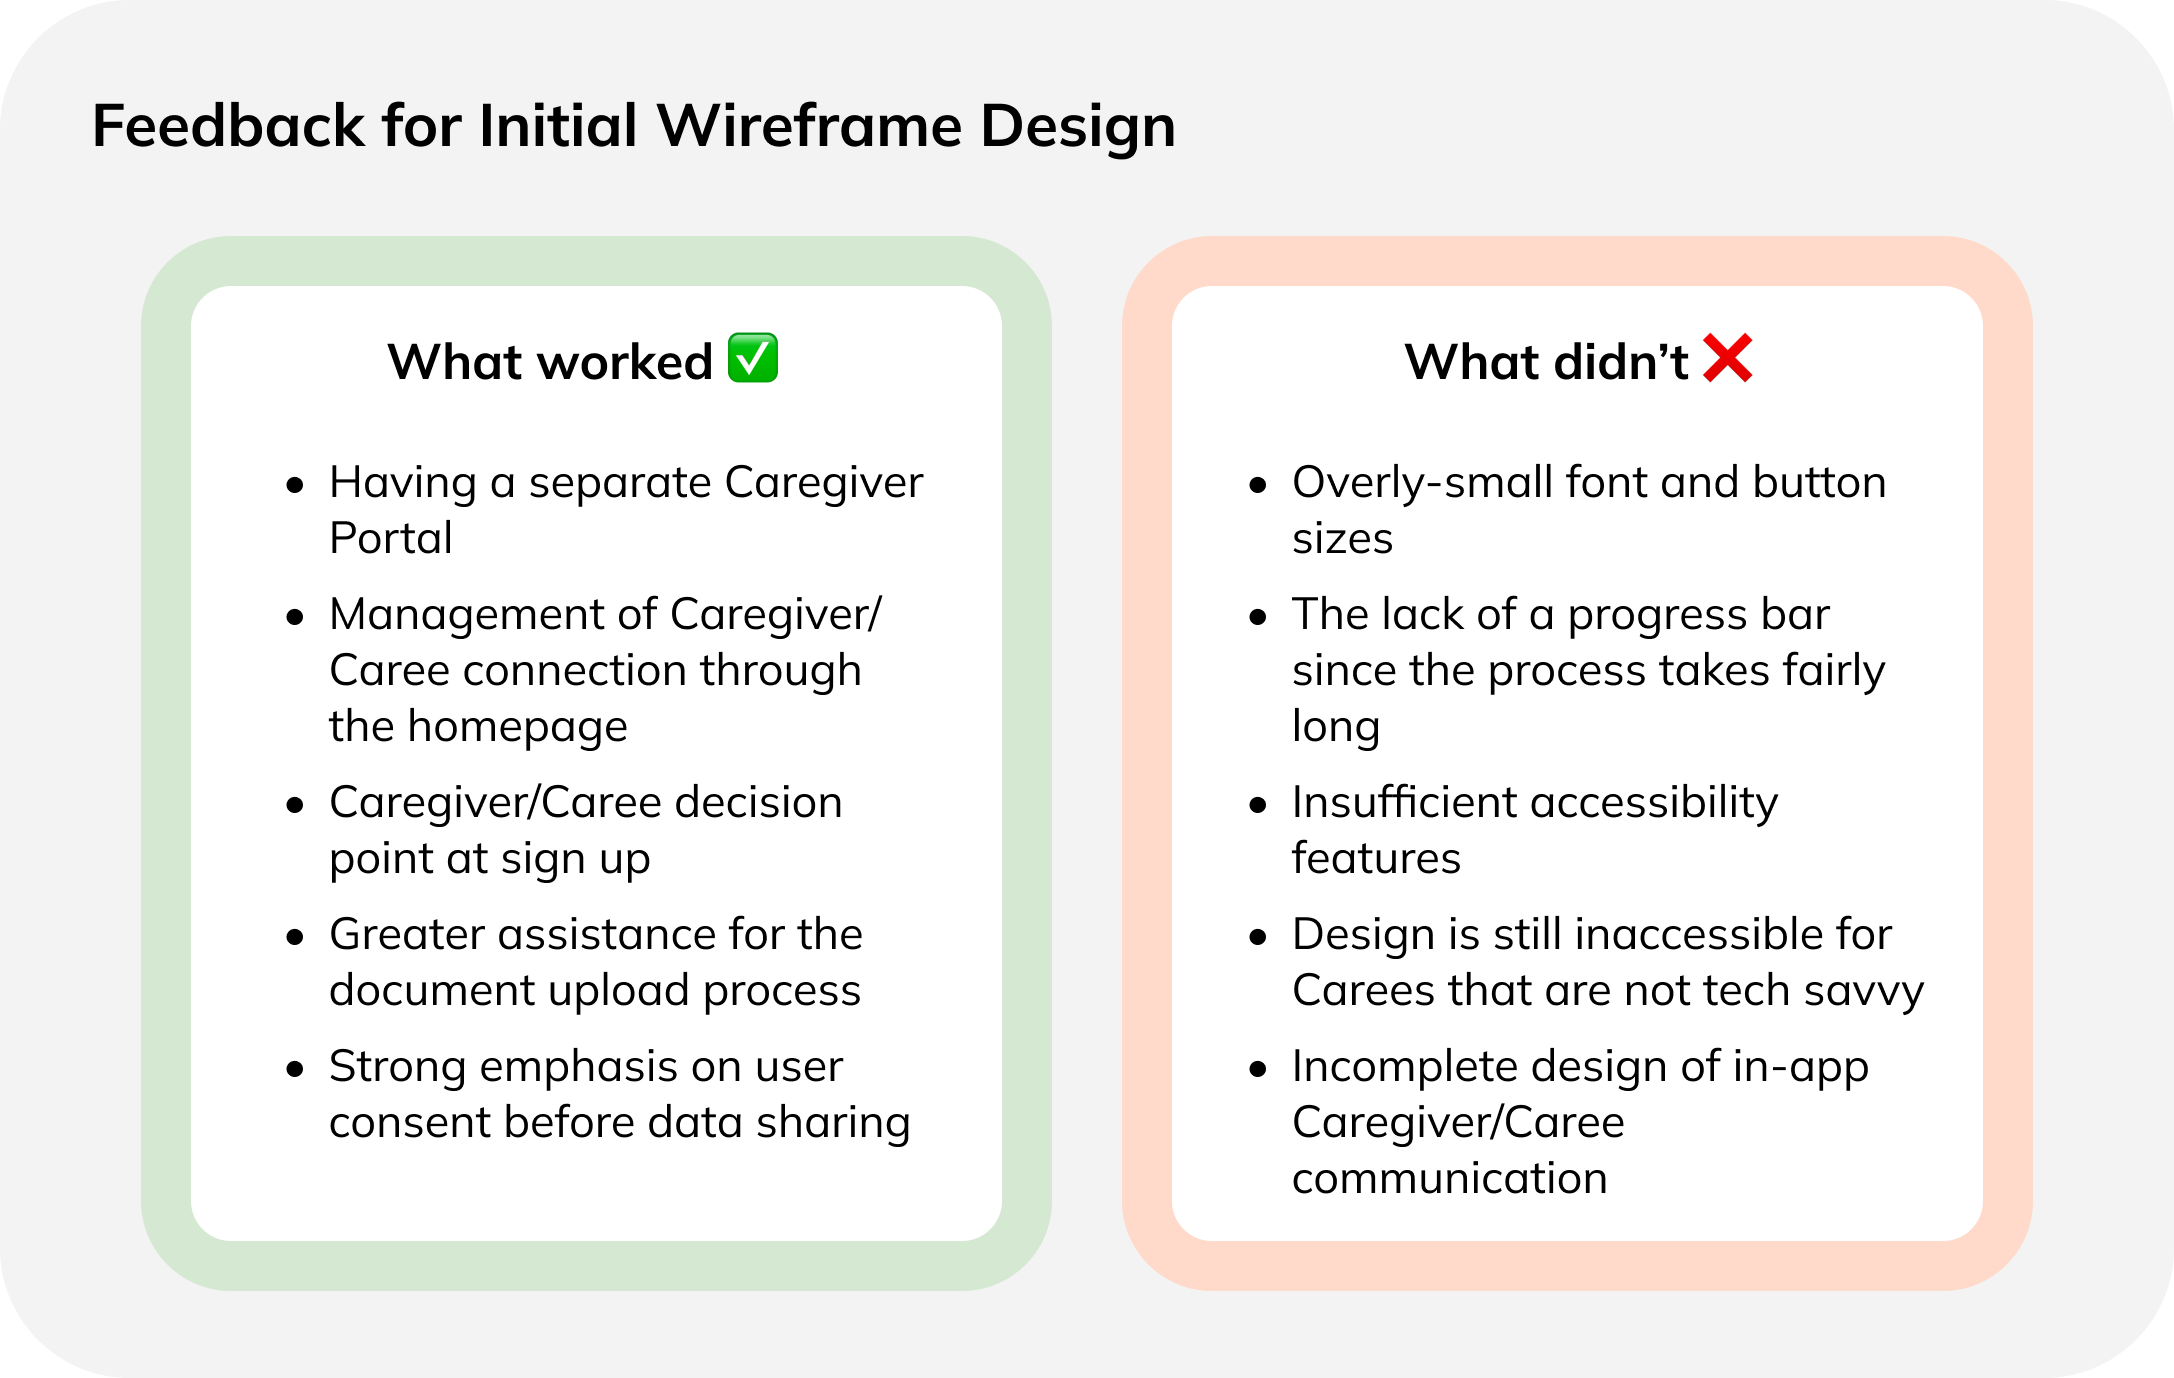 Feedback for Initial Wireframe Design
What worked ✅
• Having a separate Caregiver
Portal
• Management of Caregiver/
Caree connection through
the homepage
• Caregiver/Caree decision
point at sign up
• Greater assistance for the
document upload process
• Strong emphasis on user
consent before data sharing
What didn’t ❌
• Overly-small font and button
sizes
• The lack of a progress bar
since the process takes fairly
long
• Insufficient accessibility
features
• Design is still inaccessible for
Carees that are not tech savvy
• Incomplete design of in-app
Caregiver/Caree
communication